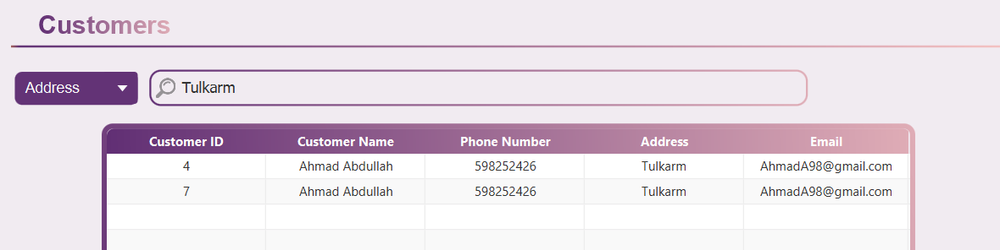 Customers
Address Tulkarm
Customer ID Customer Name Phone Number Address Email
4 Ahmad Abdullah 598252426 Tulkarm AhmadA98@gmail.com
7 Ahmad Abdullah 598252426 Tulkarm AhmadA98@gmail.com